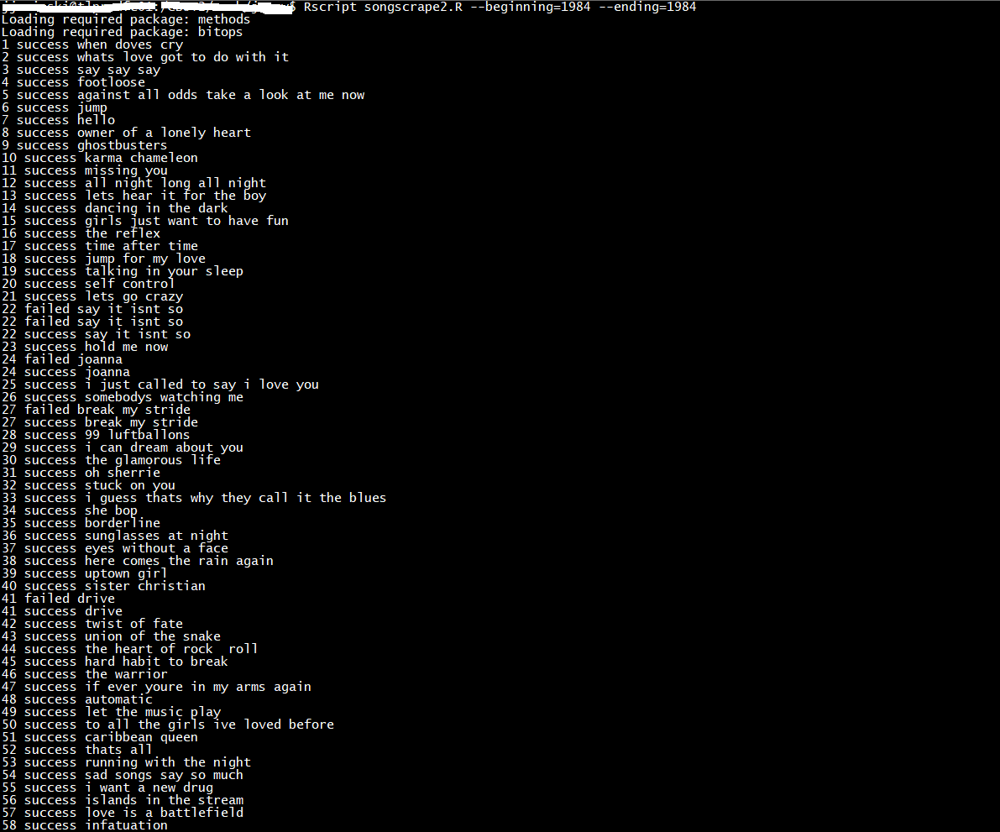 $ Rscript songscrape2.R --beginning=1984 --ending=1984
Loading required package: methods
Loading required package: bitops
1 success when doves cry
2 success whats love got to do with it
3 success say say say
4 success footloose
5 success against all odds take a look at me now
6 success jump
7 success hello
8 success owner of a lonely heart
9 success ghostbusters
10 success karma chameleon
11 success missing you
12 success all night long all night
13 success lets hear it for the boy
14 success dancing in the dark
15 success girls just want to have fun
16 success the reflex
17 success time after time
18 success jump for my love
19 success talking in your sleep
20 success self control
21 success lets go crazy
22 failed say it isnt so
22 failed say it isnt so
22 success say it isnt so
23 success hold me now
24 failed joanna
24 success joanna
25 success i just called to say i love you
26 success somebodys watching me
27 failed break my stride
27 success break my stride
28 success 99 luftballons
29 success i can dream about you
30 success the glamorous life
31 success oh sherrie
32 success stuck on you
33 success i guess thats why they call it the blues
34 success she bop
35 success borderline
36 success sunglasses at night
37 success eyes without a face
38 success here comes the rain again
39 success uptown girl
40 success sister christian
41 failed drive
41 success drive
42 success twist of fate
43 success union of the snake
44 success the heart of rock  roll
45 success hard habit to break
46 success the warrior
47 success if ever youre in my arms again
48 success automatic
49 success let the music play
50 success to all the girls ive loved before
51 success caribbean queen
52 success thats all
53 success running with the night
54 success sad songs say so much
55 success i want a new drug
56 success islands in the stream
57 success love is a battlefield
58 success infatuation